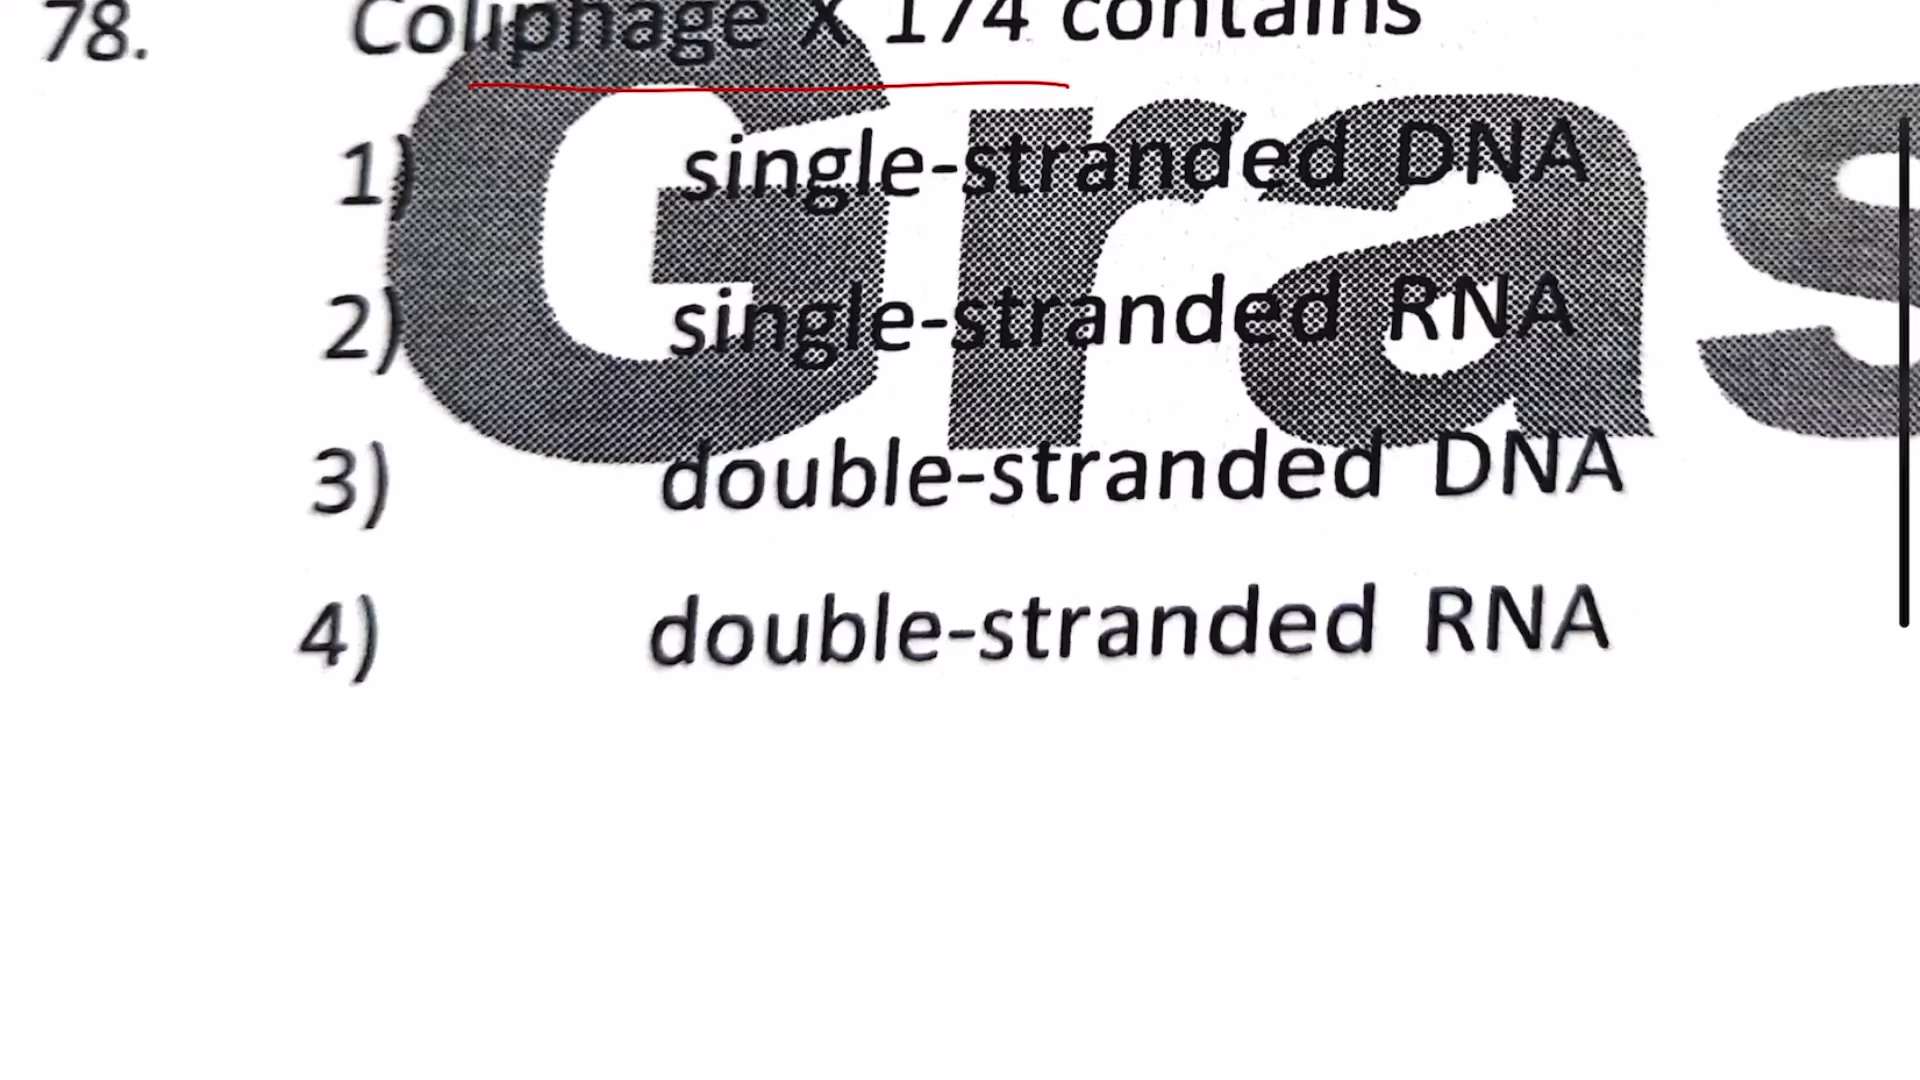 78. Coliphage X 174 contains
1) single-stranded DNA
2) single-stranded RNA
3) double-stranded DNA
4) double-stranded RNA
Gras